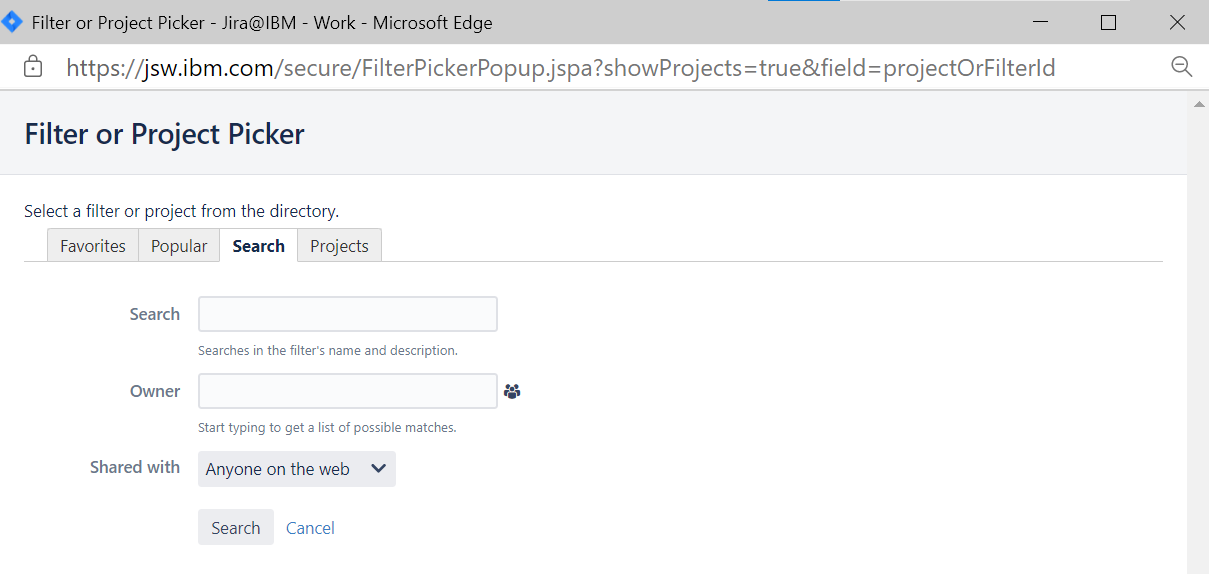 Filter or Project Picker - Jira@IBM - Work - Microsoft Edge
https://jsw.ibm.com/secure/FilterPickerPopup.jspa?showProjects=true&field=projectOrFilterId
Filter or Project Picker
Select a filter or project from the directory.
Favorites Popular Search Projects
Search
Searches in the filter's name and description.
Owner
Start typing to get a list of possible matches.
Shared with Anyone on the web
Search Cancel